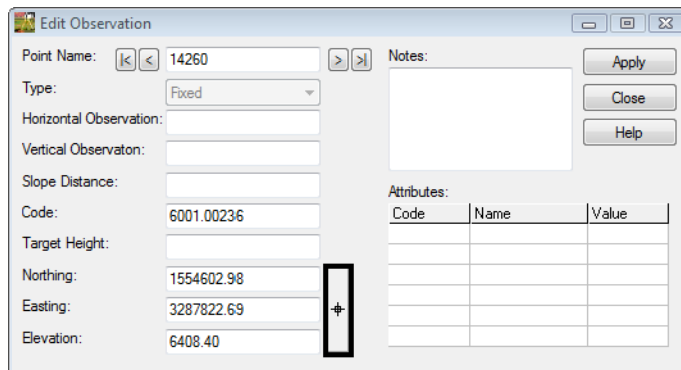 Edit Observation
Point Name: |< < 14260 > >| Notes: Apply
Type: Fixed Close
Horizontal Observation: Help
Vertical Observaton:
Slope Distance:
Attributes:
Code: 6001.00236 Code Name Value
Target Height:
Northing: 1554602.98
Easting: 3287822.69
Elevation: 6408.40